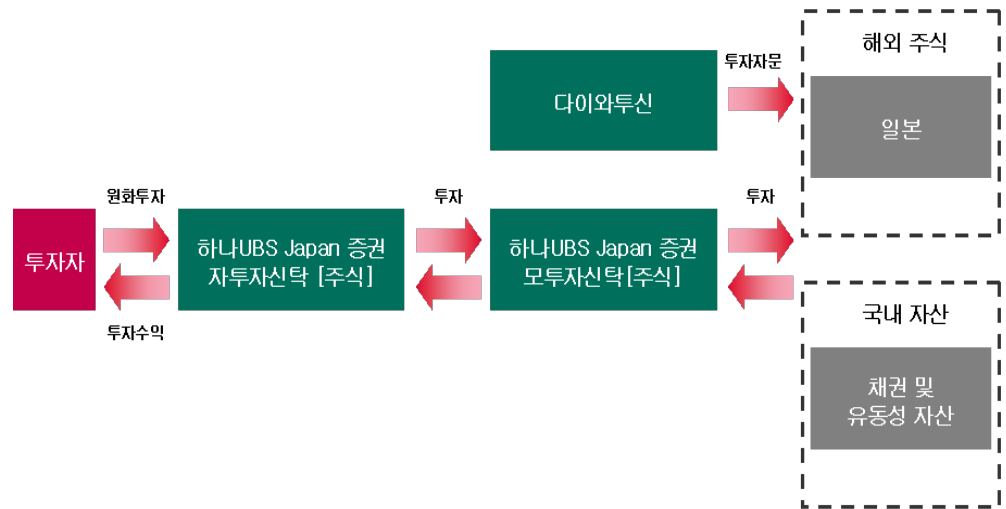 해외 주식
투자자문
다이와투신
일본
원화투자
투자
투자
투자자
하나UBS Japan 증권
자투자신탁 [주식]
하나UBS Japan 증권
모투자신탁[주식]
투자수익
국내 자산
채권 및
유동성 자산